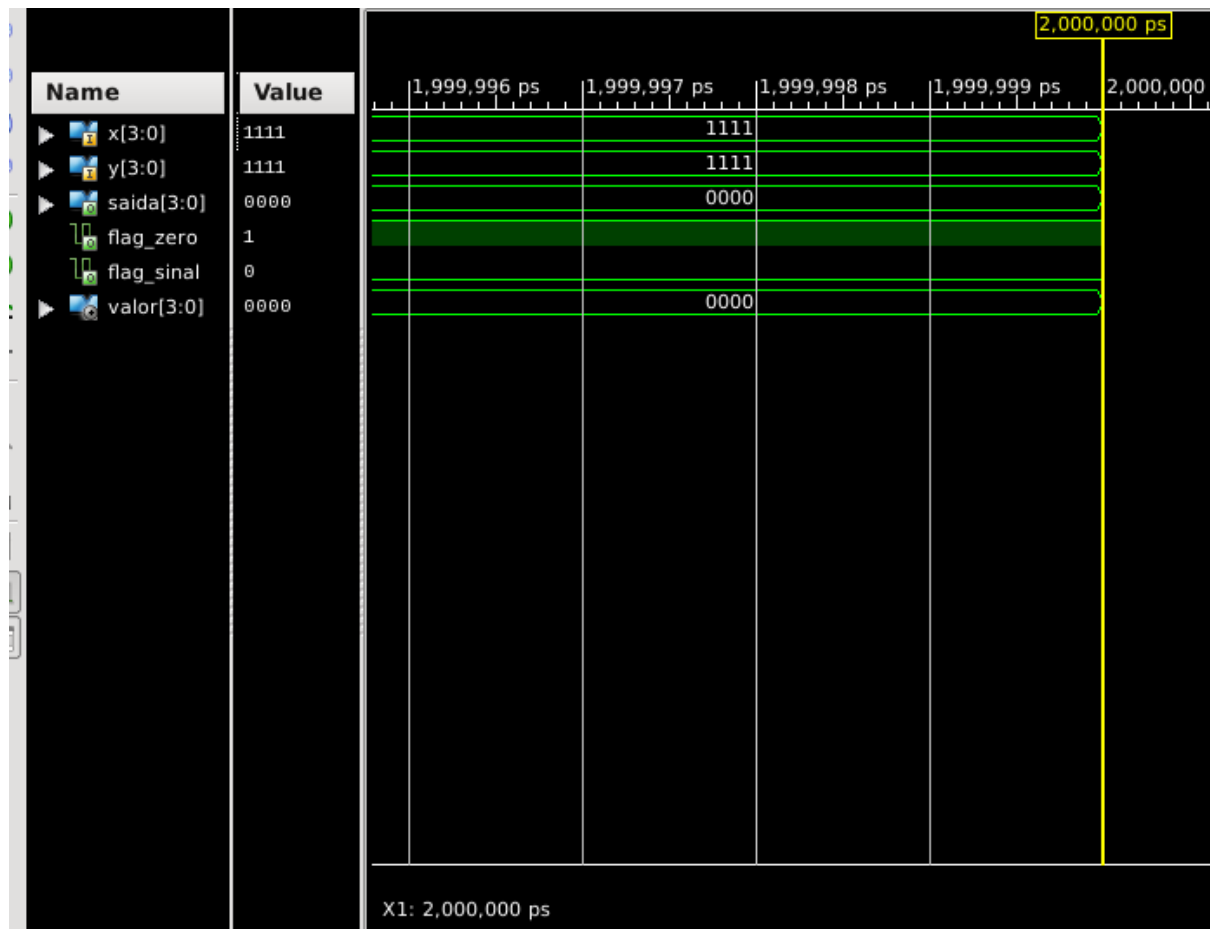 2,000,000 ps
Name Value 1,999,996 ps 1,999,997 ps 1,999,998 ps 1,999,999 ps 2,000,000
x[3:0] 1111 1111
y[3:0] 1111 1111
saida[3:0] 0000 0000
flag_zero 1
flag_sinal 0
valor[3:0] 0000 0000
X1: 2,000,000 ps